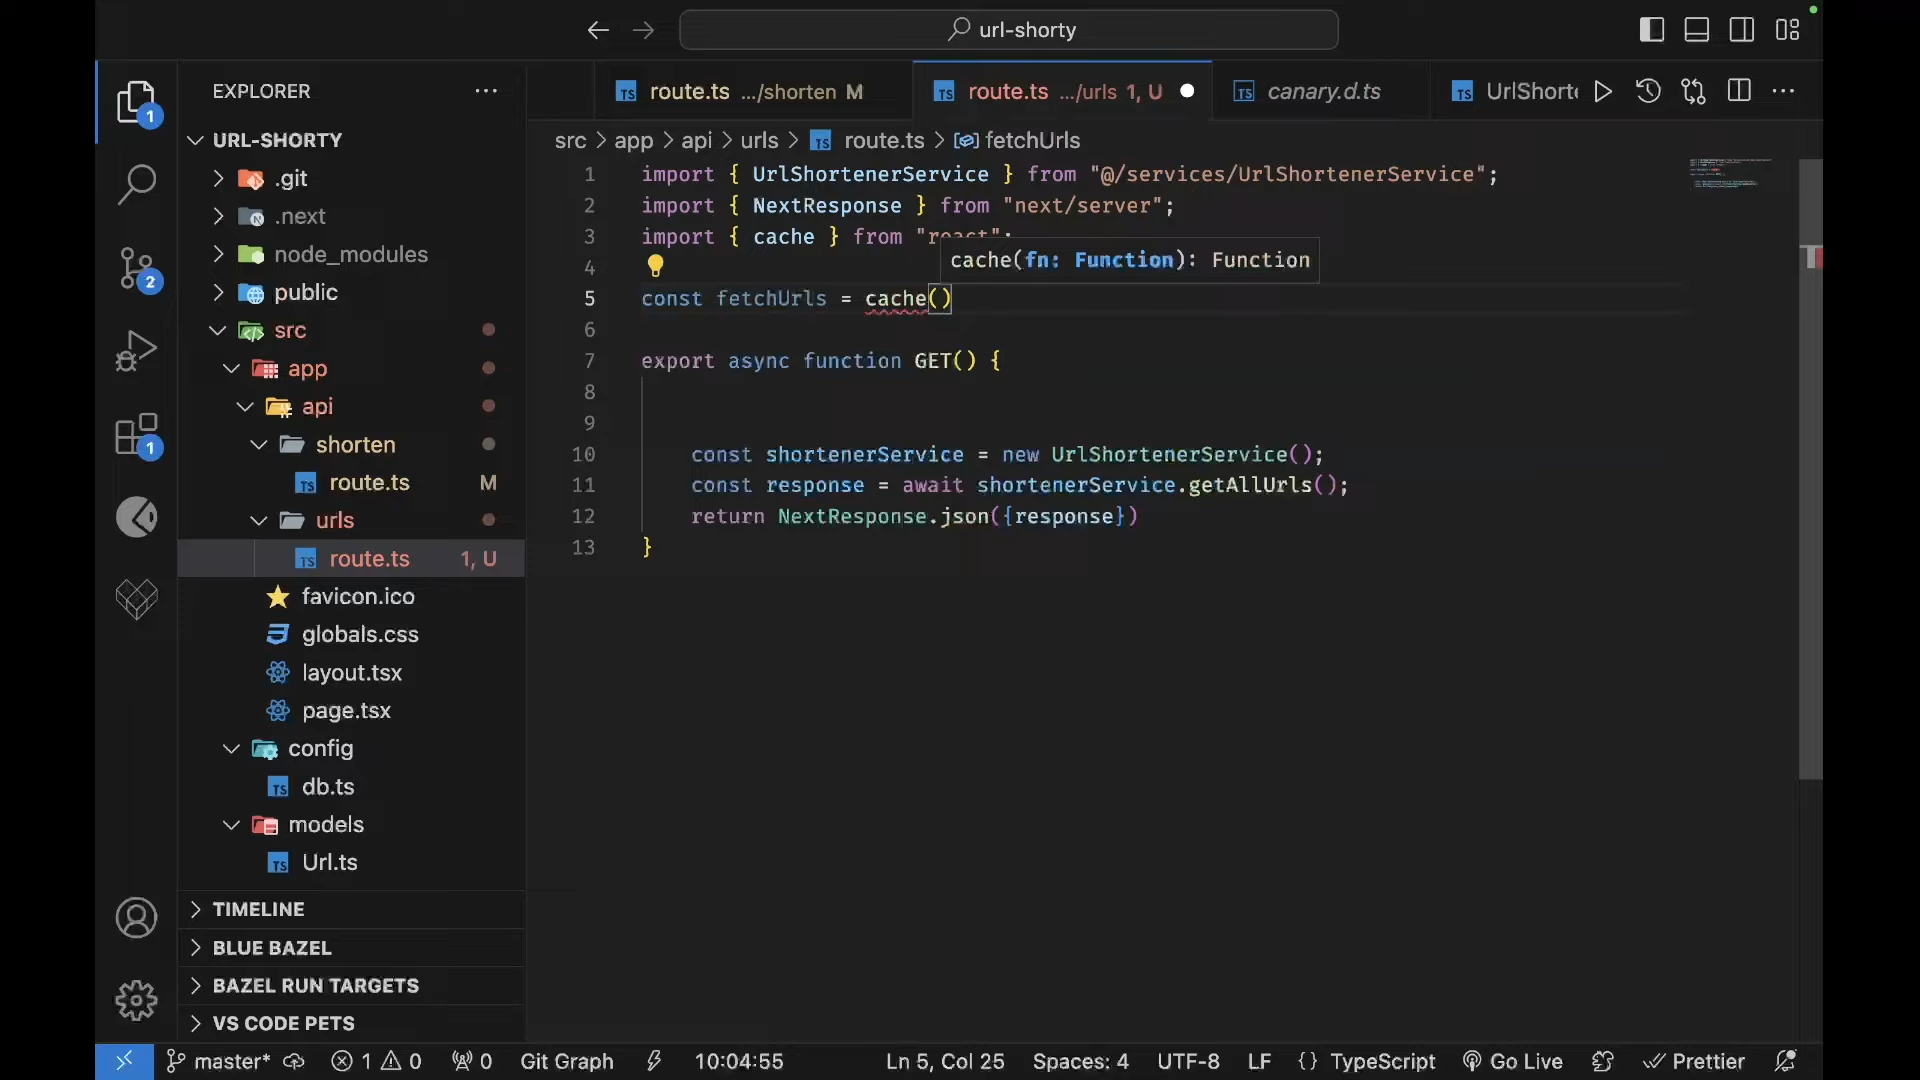 url-shorty
EXPLORER
route.ts .../shorten M
route.ts .../urls 1, U
canary.d.ts
UrlShort
URL-SHORTY
.git
.next
node_modules
public
src
app
api
shorten
route.ts M
urls
route.ts 1, U
favicon.ico
globals.css
layout.tsx
page.tsx
config
db.ts
models
Url.ts
TIMELINE
BLUE BAZEL
BAZEL RUN TARGETS
VS CODE PETS
1
2
1
src > app > api > urls > TS route.ts > fetchUrls
1 import { UrlShortenerService } from "@/services/UrlShortenerService";
2 import { NextResponse } from "next/server";
3 import { cache } from "react";
cache(fn: Function): Function
4
5 const fetchUrls = cache()
6
7 export async function GET() {
8
9
10 const shortenerService = new UrlShortenerService();
11 const response = await shortenerService.getAllUrls();
12 return NextResponse.json({response})
13 }
master* 1 0 0 Git Graph 10:04:55 Ln 5, Col 25 Spaces: 4 UTF-8 LF {} TypeScript Go Live Prettier